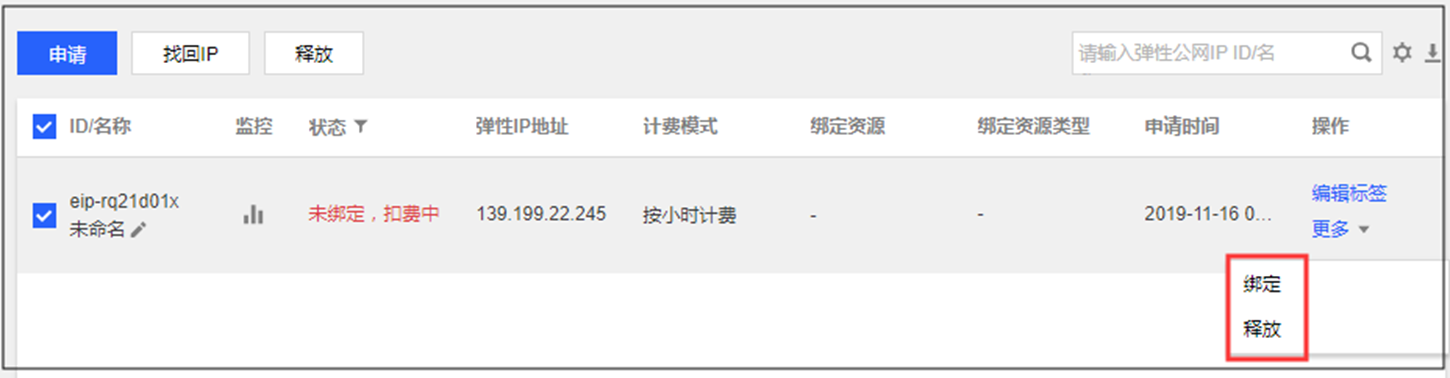 申请 找回IP 释放 请输入弹性公网IP ID/名
ID/名称 监控 状态 弹性IP地址 计费模式 绑定资源 绑定资源类型 申请时间 操作
eip-rq21d01x
未命名
未绑定，扣费中 139.199.22.245 按小时计费 - - 2019-11-16 0...
编辑标签
更多
绑定
释放